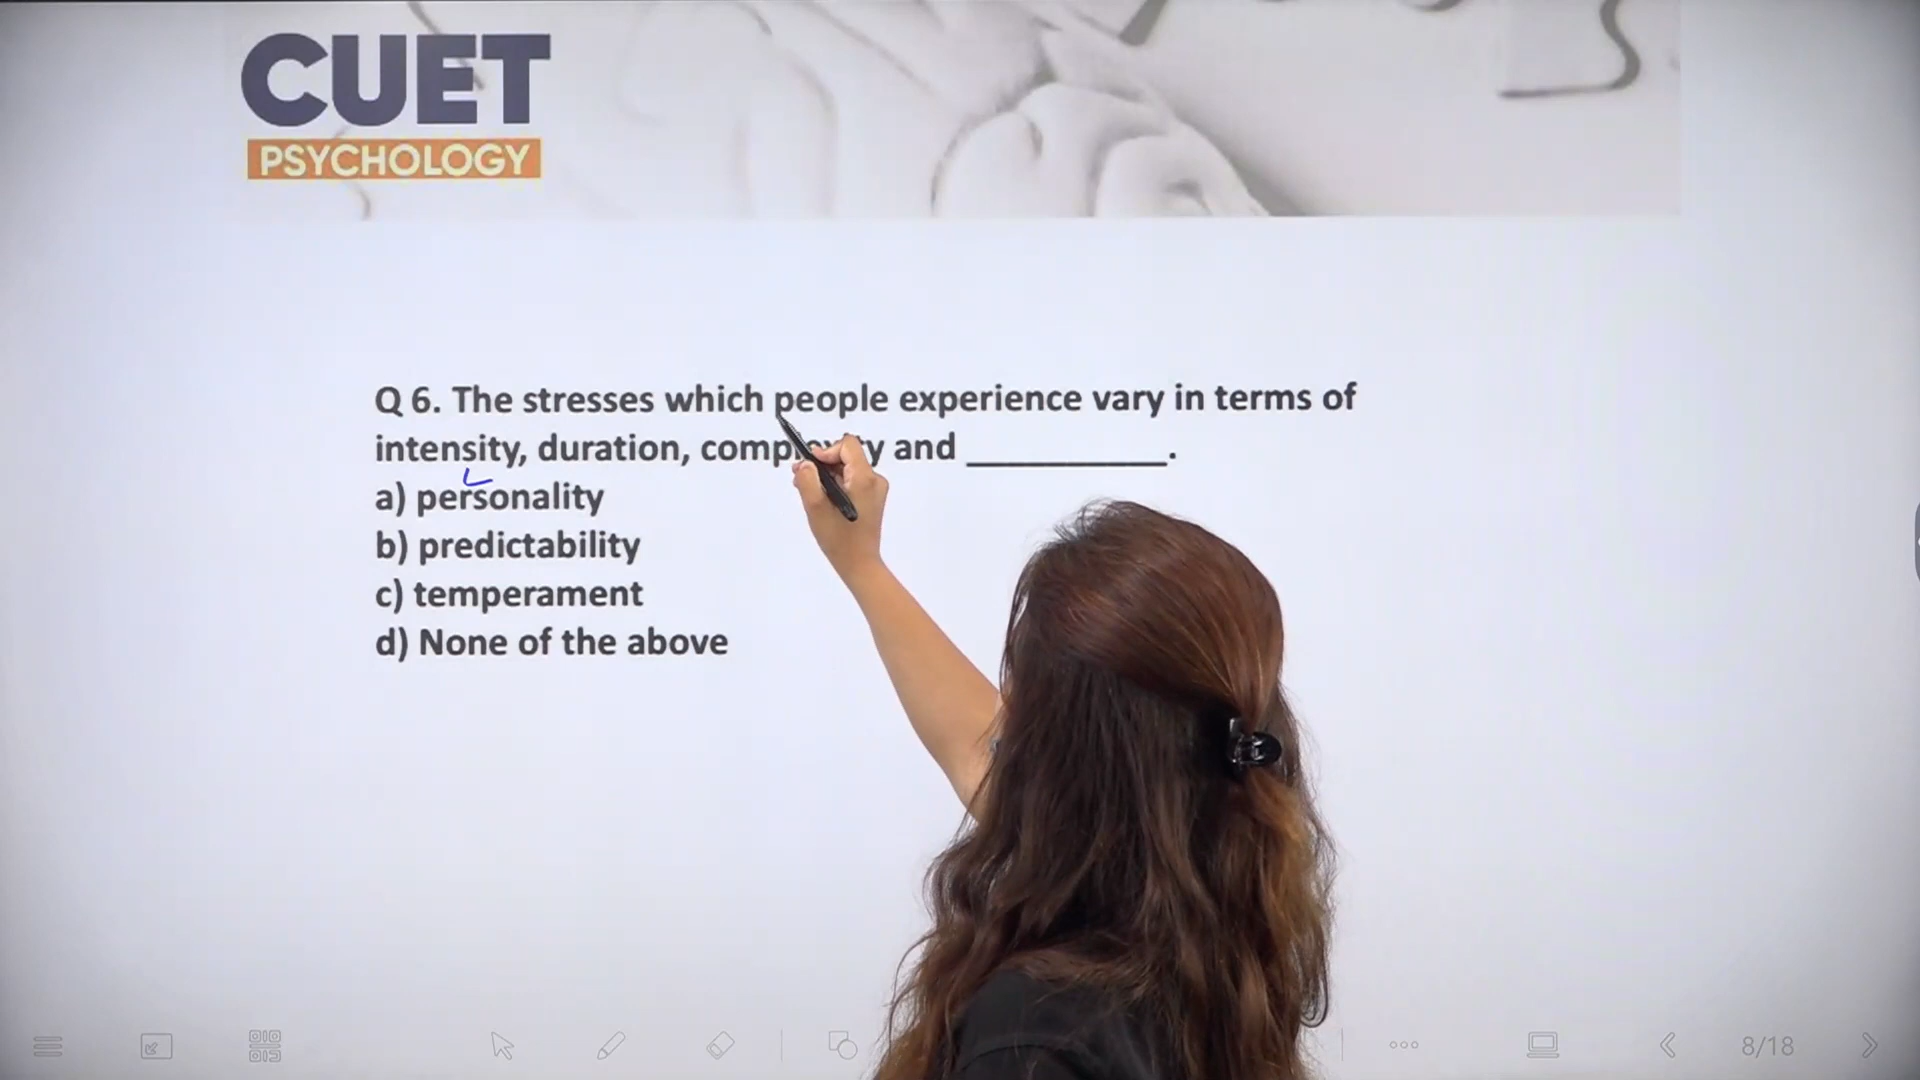 CUET
PSYCHOLOGY
Q 6. The stresses which people experience vary in terms of
intensity, duration, and __________.
a) personality
b) predictability
c) temperament
d) None of the above
8/18